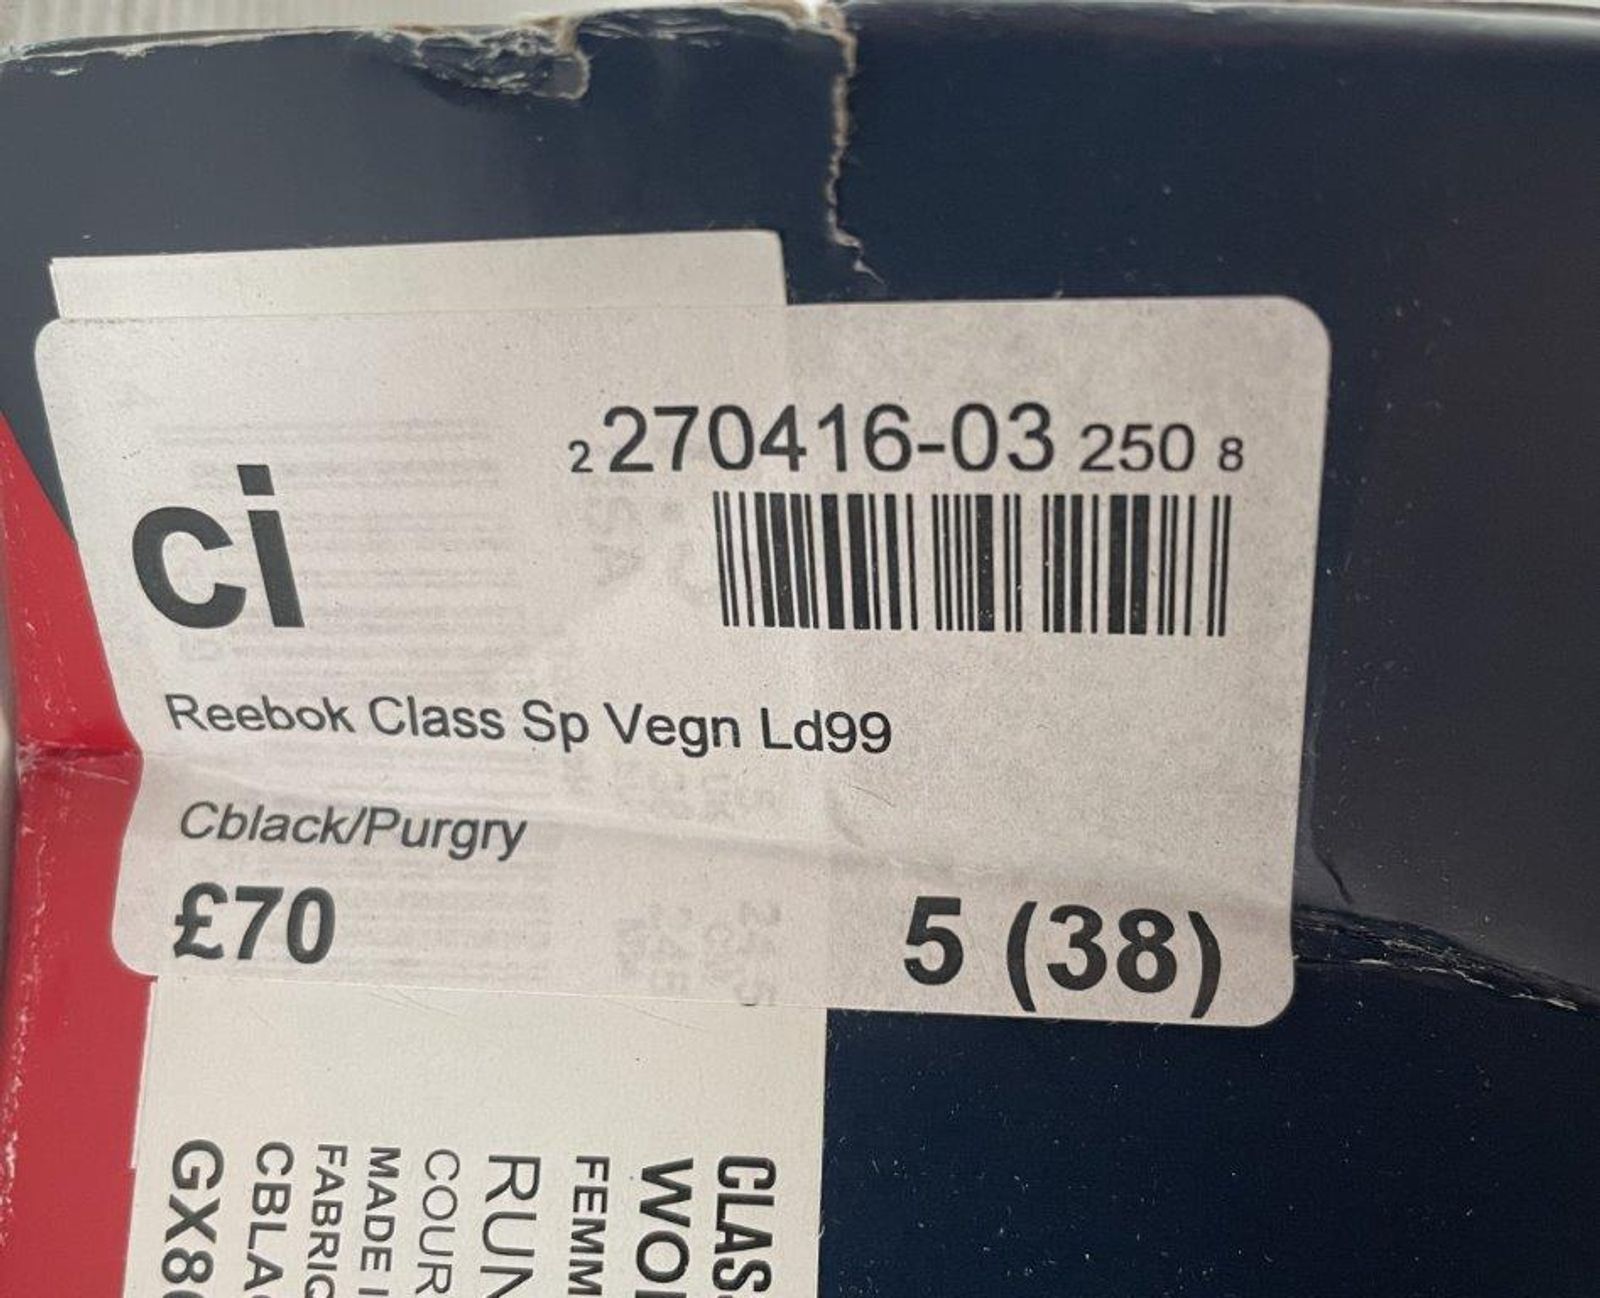 2 270416-03 250 8
ci
Reebok Class Sp Vegn Ld99
Cblack/Purgry
£70
5 (38)
CLAS
WO
FEMM
RUN
COUR
MADE I
FABRIQ
CBLA
GX8